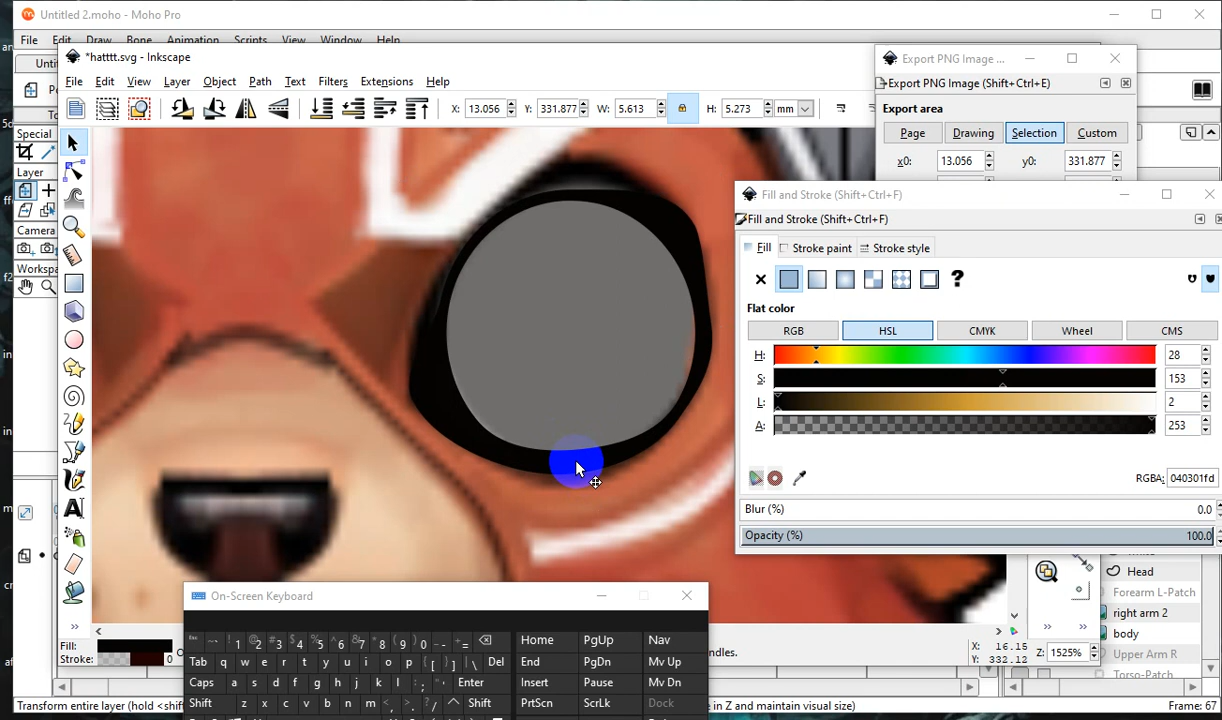 Untitled 2.moho - Moho Pro
File Edit Draw Bone Animation Scripts View Window Help
*hatttt.svg - Inkscape
File Edit View Layer Object Path Text Filters Extensions Help
X: 13.056 Y: 331.877 W: 5.613 H: 5.273 mm
Export PNG Image ...
Export PNG Image (Shift+Ctrl+E)
Export area
Page Drawing Selection Custom
x0: 13.056 y0: 331.877
Special
Layer
Camera
Workspa
Fill and Stroke (Shift+Ctrl+F)
Fill and Stroke (Shift+Ctrl+F)
Fill Stroke paint Stroke style
Flat color
RGB HSL CMYK Wheel CMS
H: 28
S: 153
L: 2
A: 253
RGBA: 040301fd
Blur (%) 0.0
Opacity (%) 100.0
Head
Forearm L-Patch
right arm 2
body
Upper Arm R
Torso-Patch
On-Screen Keyboard
Home PgUp Nav
Tab q w e r t y u i o p [ ] \ Del End PgDn Mv Up
Caps a s d f g h j k l ; ' Enter Insert Pause Mv Dn
Shift z x c v b n m , . / Shift PrtScn ScrLk Dock
Fill:
Stroke:
ndles.
X: 16.15
Y: 332.12
Z: 1525%
Transform entire layer (hold <shif
e in Z and maintain visual size)
Frame: 67